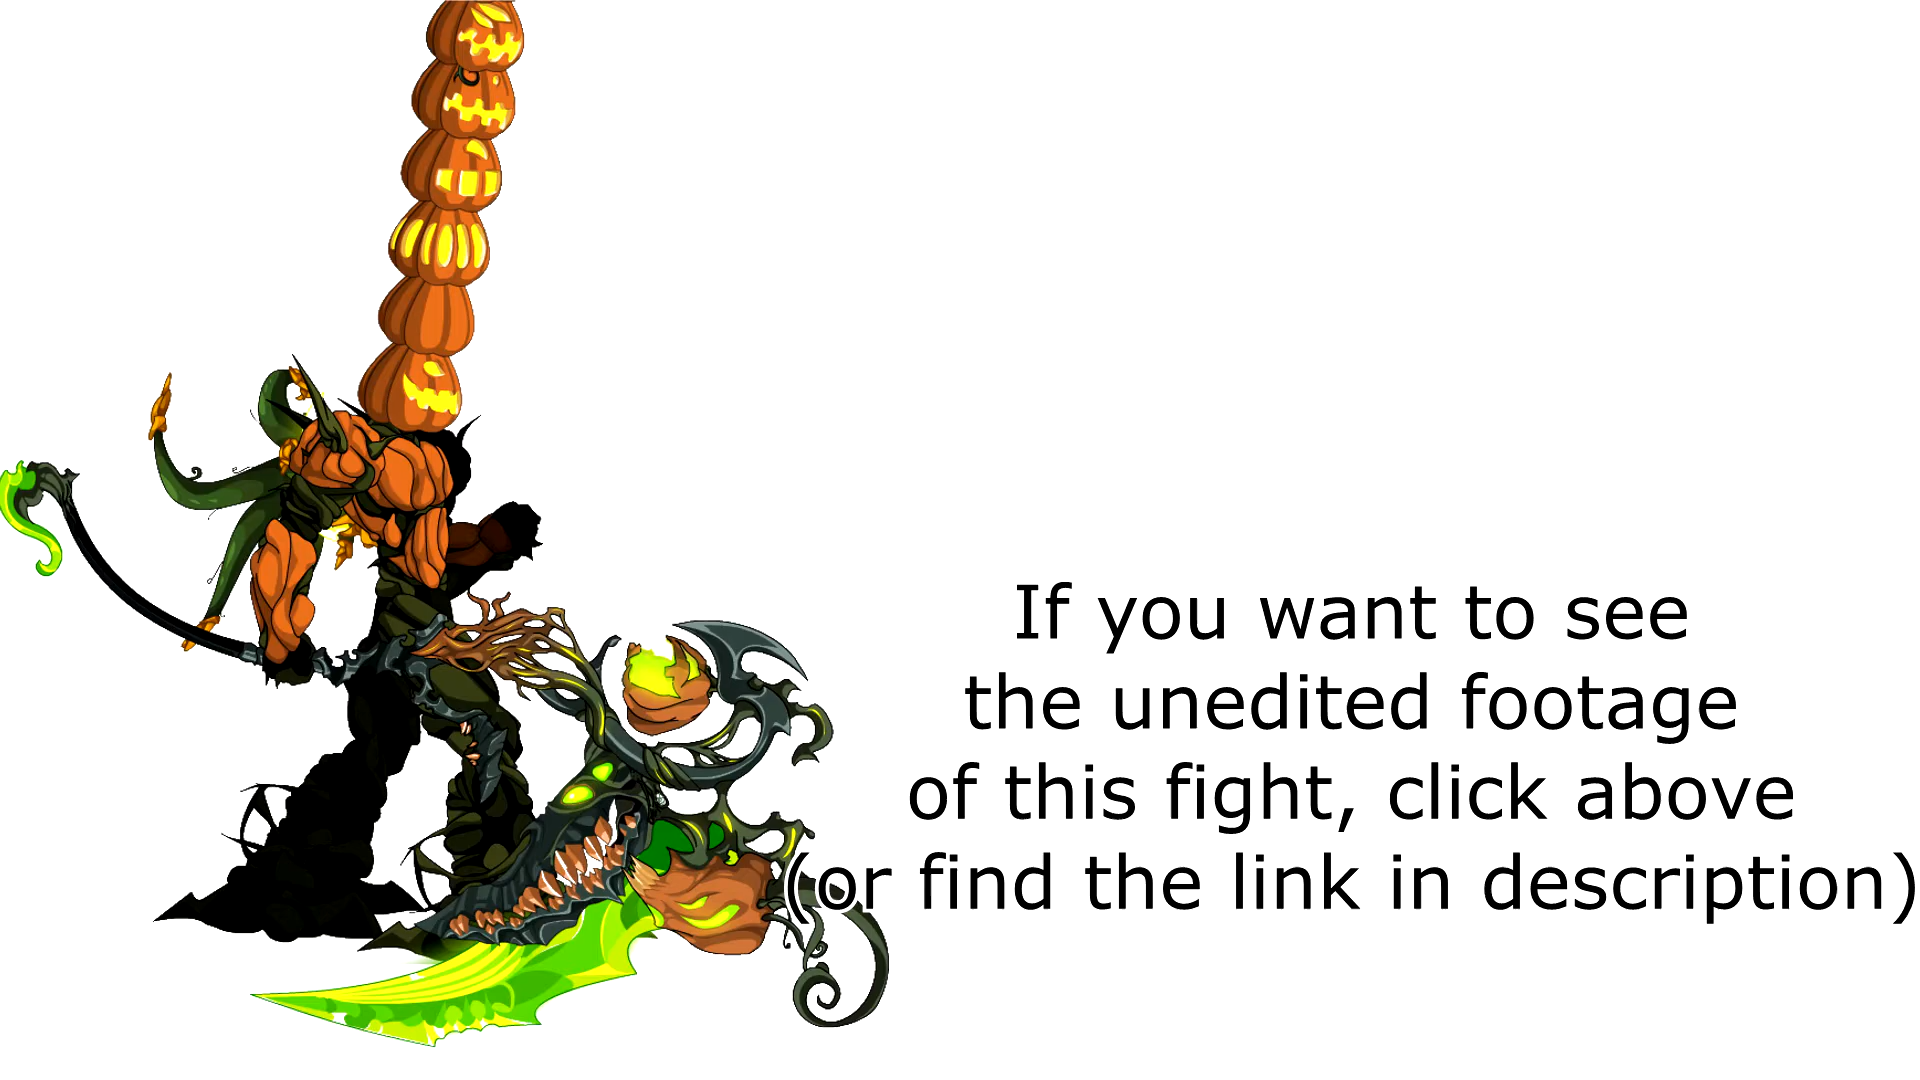 If you want to see
the unedited footage
of this fight, click above
(or find the link in description)